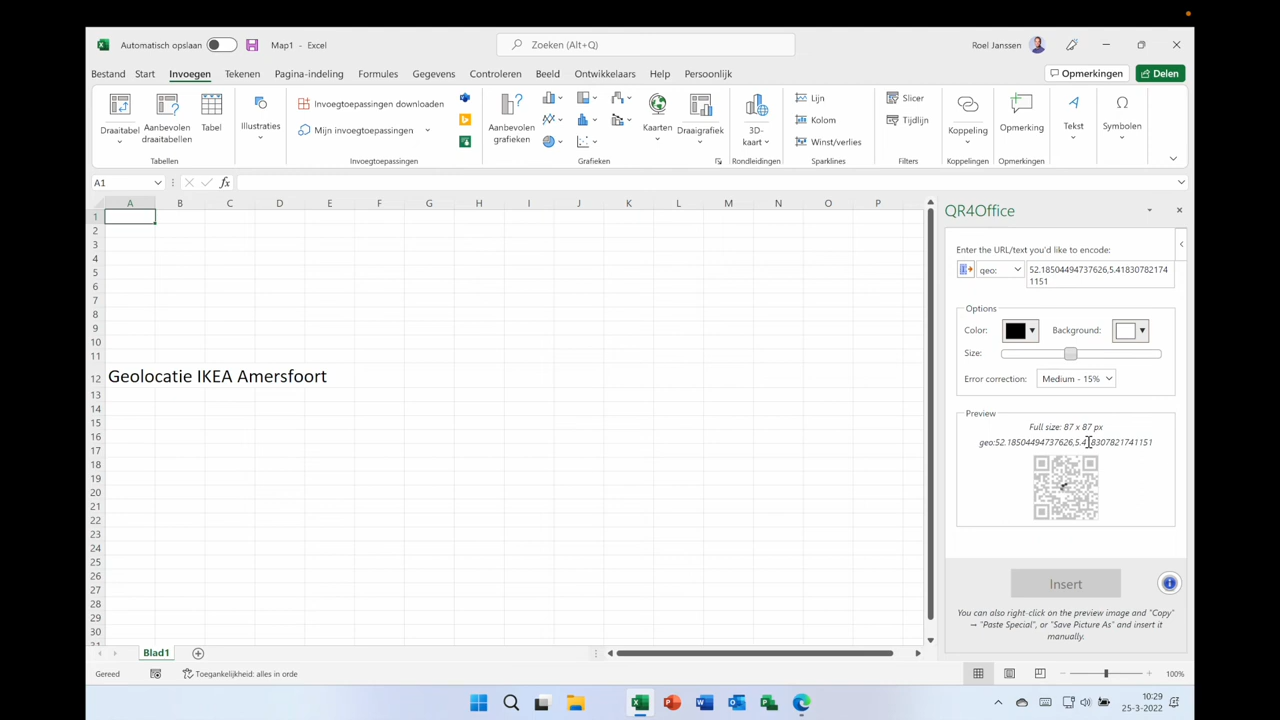 Automatisch opslaan
Map1 - Excel
Zoeken (Alt+Q)
Roel Janssen
Bestand Start Invoegen Tekenen Pagina-indeling Formules Gegevens Controleren Beeld Ontwikkelaars Help Persoonlijk
Opmerkingen Delen
Draaitabel
Aanbevolen
draaitabellen
Tabel
Tabellen
Illustraties
Invoegtoepassingen downloaden
Mijn invoegtoepassingen
Invoegtoepassingen
Aanbevolen
grafieken
Kaarten
Draaigrafiek
Grafieken
3D-
kaart
Rondleidingen
Lijn
Kolom
Winst/verlies
Sparklines
Slicer
Tijdlijn
Filters
Koppeling
Koppelingen
Opmerking
Opmerkingen
Tekst
Symbolen
A1
fx
A B C D E F G H I J K L M N O P
1
2
3
4
5
6
7
8
9
10
11
12 Geolocatie IKEA Amersfoort
13
14
15
16
17
18
19
20
21
22
23
24
25
26
27
28
29
30
31
QR4Office
Enter the URL/text you'd like to encode:
geo: 52.18504494737626,5.41830782174
1151
Options
Color: Background:
Size:
Error correction: Medium - 15%
Preview
Full size: 87 x 87 px
geo:52.18504494737626,5.41830782174​1151
Insert
You can also right-click on the preview image and "Copy"
→ "Paste Special", or "Save Picture As" and insert it
manually.
Blad1
Gereed
Toegankelijkheid: alles in orde
100%
10:29
25-3-2022